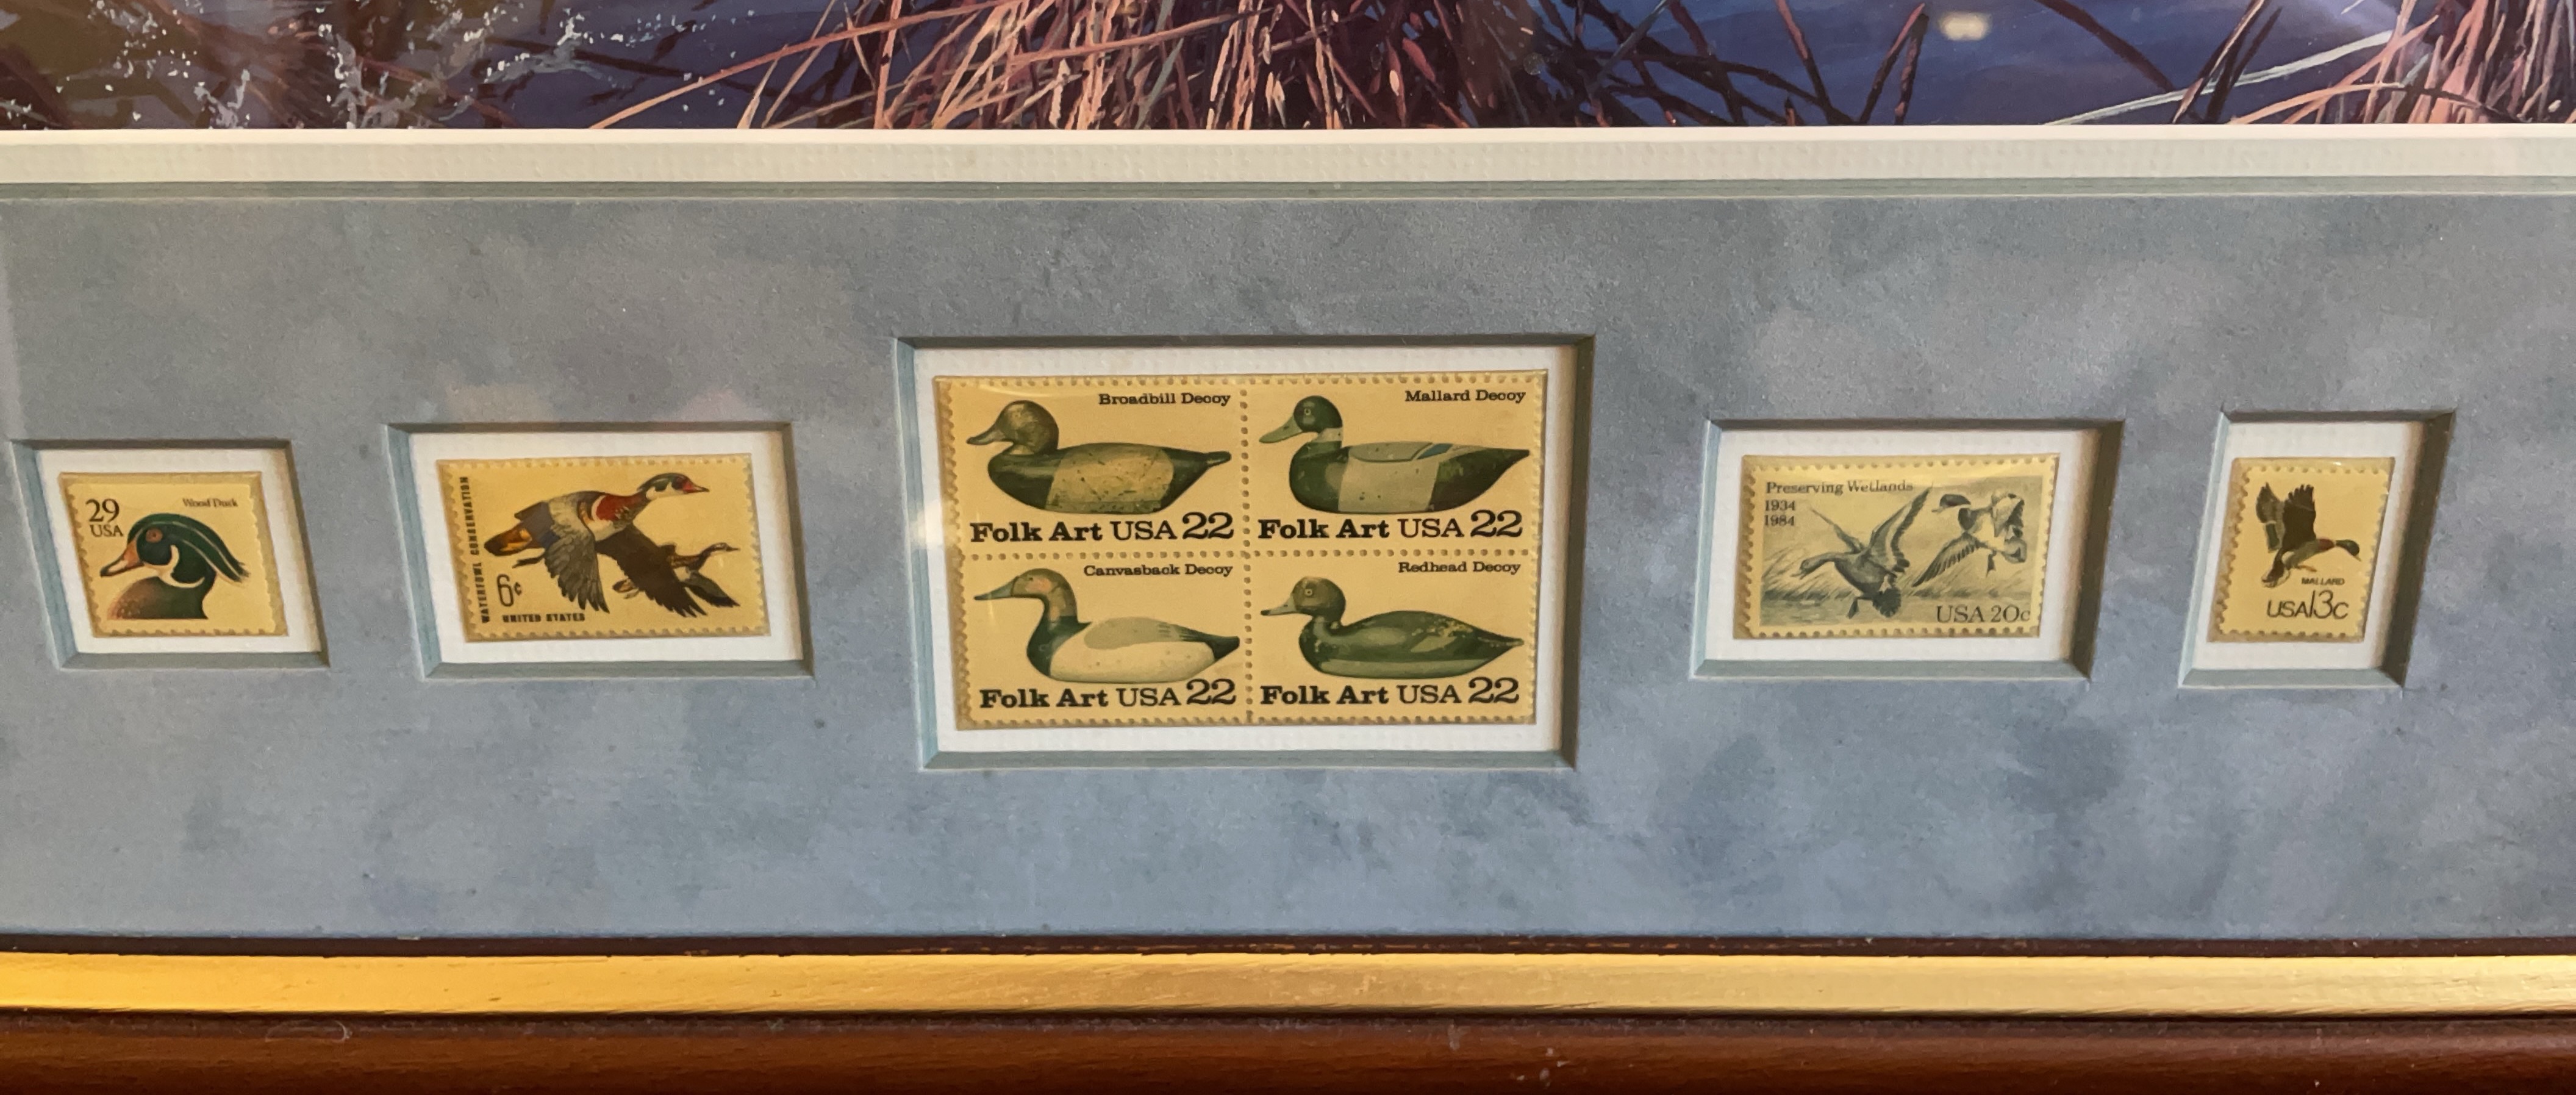 29
USA
Wood Duck
WATERFOWL CONSERVATION
6c
UNITED STATES
Broadbill Decoy
Folk Art USA 22
Mallard Decoy
Folk Art USA 22
Canvasback Decoy
Folk Art USA 22
Redhead Decoy
Folk Art USA 22
Preserving Wetlands
1934
1984
USA 20c
MALLARD
USA13c